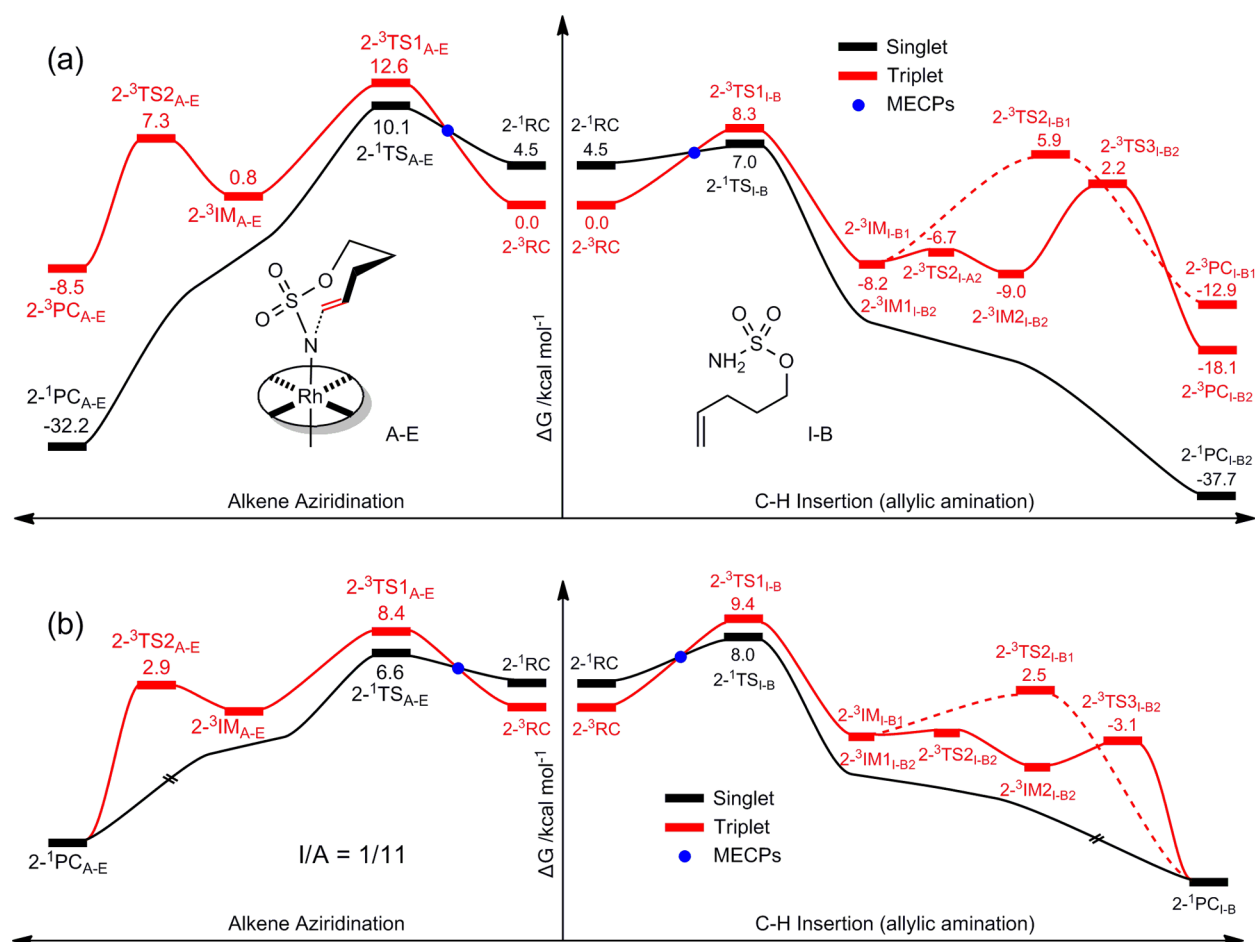 (a)
2-³TS1A-E
12.6
2-³TS2A-E
7.3
10.1
2-¹TSA-E
0.8
2-³IMA-E
2-¹RC
4.5
0.0
2-³RC
-8.5
2-³PCA-E
2-¹PCA-E
-32.2
O
S
O
O
N
Rh
A-E
Alkene Aziridination
ΔG /kcal mol⁻¹
Singlet
Triplet
MECPs
2-¹RC
4.5
0.0
2-³RC
2-³TS1I-B
8.3
7.0
2-¹TSI-B
2-³TS2I-B1
5.9
2-³TS3I-B2
2.2
2-³IMI-B1
-6.7
-8.2
2-³TS2I-A2
2-³IM1I-B2
-9.0
2-³IM2I-B2
2-³PCI-B1
-12.9
-18.1
2-³PCI-B2
2-¹PCI-B2
-37.7
O
O
S
NH2
O
I-B
C-H Insertion (allylic amination)
(b)
2-³TS1A-E
8.4
2-³TS2A-E
2.9
6.6
2-¹TSA-E
2-³IMA-E
2-¹RC
2-³RC
2-¹PCA-E
I/A = 1/11
Alkene Aziridination
ΔG /kcal mol⁻¹
2-¹RC
2-³RC
2-³TS1I-B
9.4
8.0
2-¹TSI-B
2-³TS2I-B1
2.5
2-³TS3I-B2
-3.1
2-³IMI-B1
2-³IM1I-B2
2-³TS2I-B2
2-³IM2I-B2
Singlet
Triplet
MECPs
2-¹PCI-B
C-H Insertion (allylic amination)